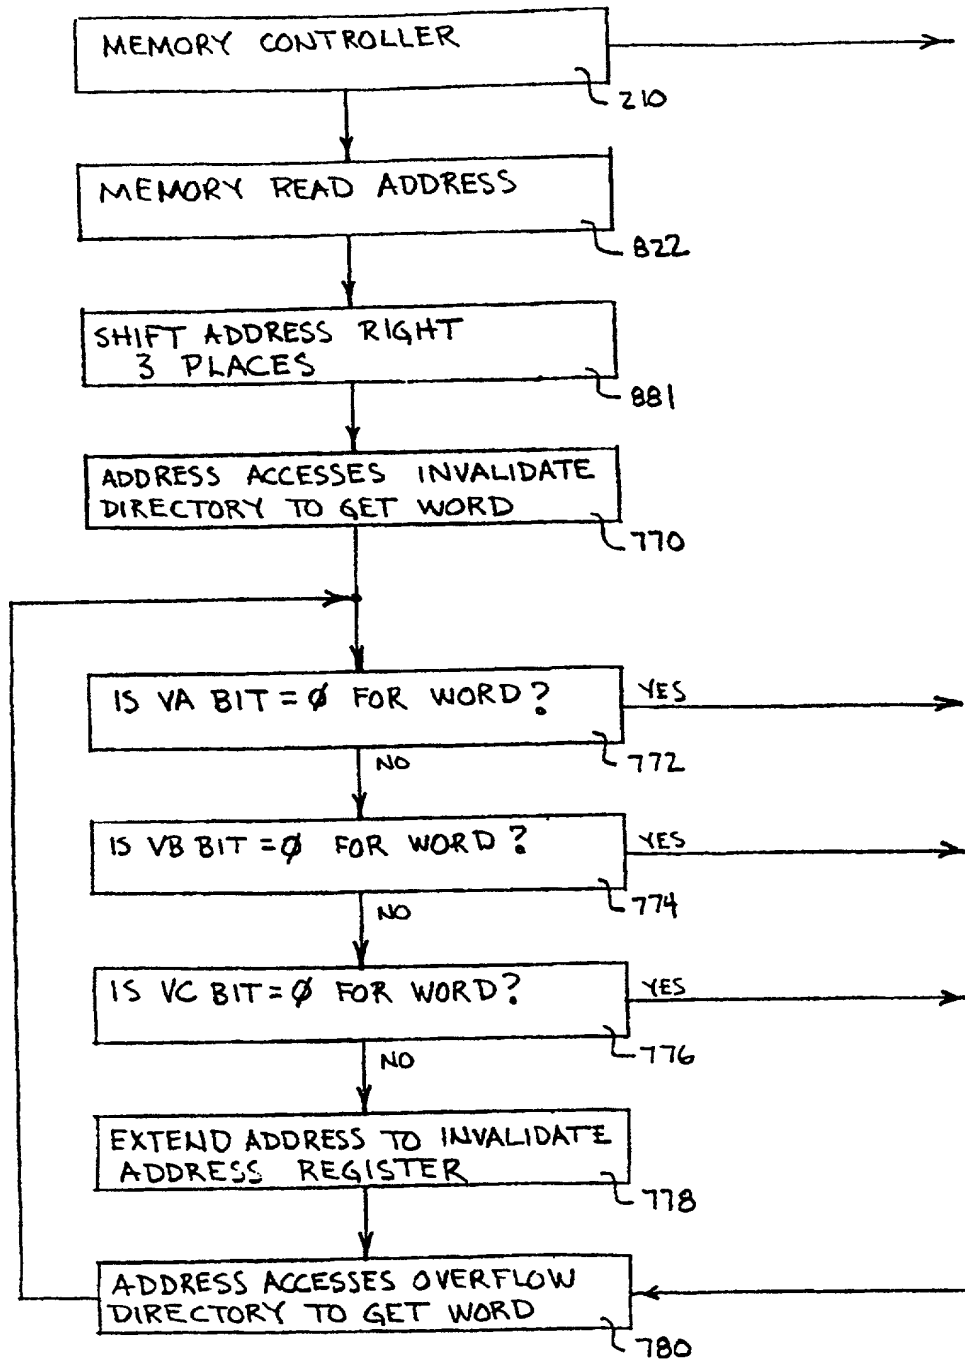 MEMORY CONTROLLER
210
MEMORY READ ADDRESS
822
SHIFT ADDRESS RIGHT
3 PLACES
881
ADDRESS ACCESSES INVALIDATE
DIRECTORY TO GET WORD
770
IS VA BIT = Ø FOR WORD?
YES
772
NO
IS VB BIT = Ø FOR WORD?
YES
774
NO
IS VC BIT = Ø FOR WORD?
YES
776
NO
EXTEND ADDRESS TO INVALIDATE
ADDRESS REGISTER
778
ADDRESS ACCESSES OVERFLOW
DIRECTORY TO GET WORD
780